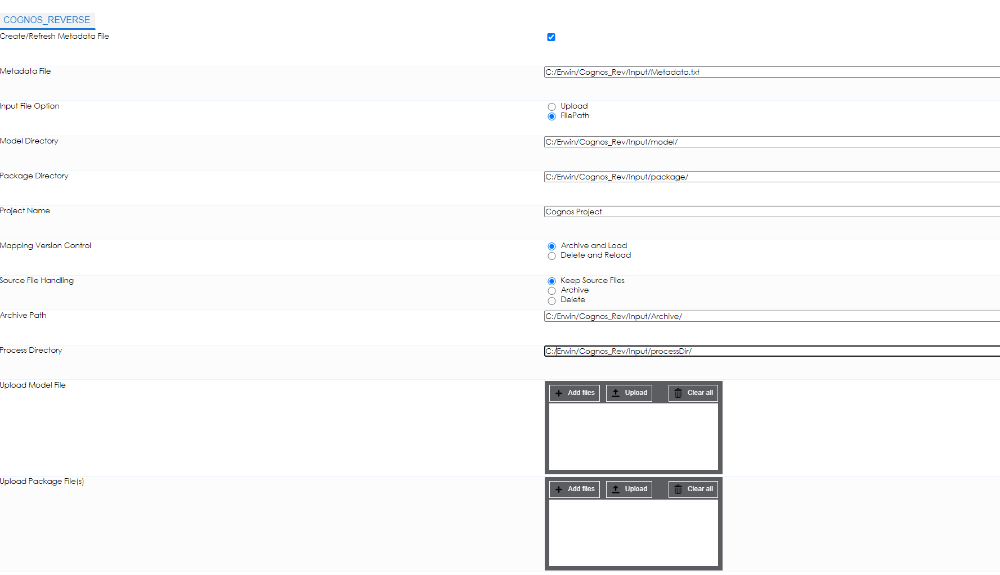 COGNOS_REVERSE
Create/Refresh Metadata File
Metadata File
C:/Erwin/Cognos_Rev/Input/Metadata.txt
Input File Option
Upload
FilePath
Model Directory
C:/Erwin/Cognos_Rev/Input/model/
Package Directory
C:/Erwin/Cognos_Rev/Input/package/
Project Name
Cognos Project
Mapping Version Control
Archive and Load
Delete and Reload
Source File Handling
Keep Source Files
Archive
Delete
Archive Path
C:/Erwin/Cognos_Rev/Input/Archive/
Process Directory
C:/Erwin/Cognos_Rev/Input/processDir/
Upload Model File
Add files Upload Clear all
Upload Package File(s)
Add files Upload Clear all